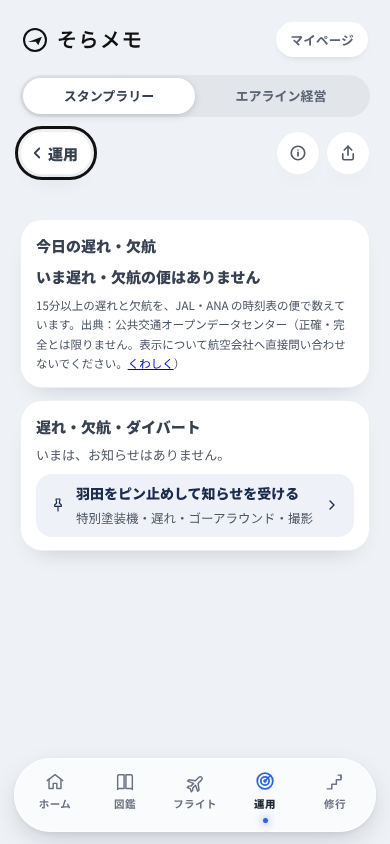 そらメモ
マイページ
スタンプラリー
エアライン経営
運用
今日の遅れ・欠航
いま遅れ・欠航の便はありません
15分以上の遅れと欠航を、JAL・ANA の時刻表の便で数えて
います。出典：公共交通オープンデータセンター（正確・完
全とは限りません。表示について航空会社へ直接問い合わせ
ないでください。くわしく）
遅れ・欠航・ダイバート
いまは、お知らせはありません。
羽田をピン止めして知らせを受ける
特別塗装機・遅れ・ゴーアラウンド・撮影
ホーム
図鑑
フライト
運用
修行